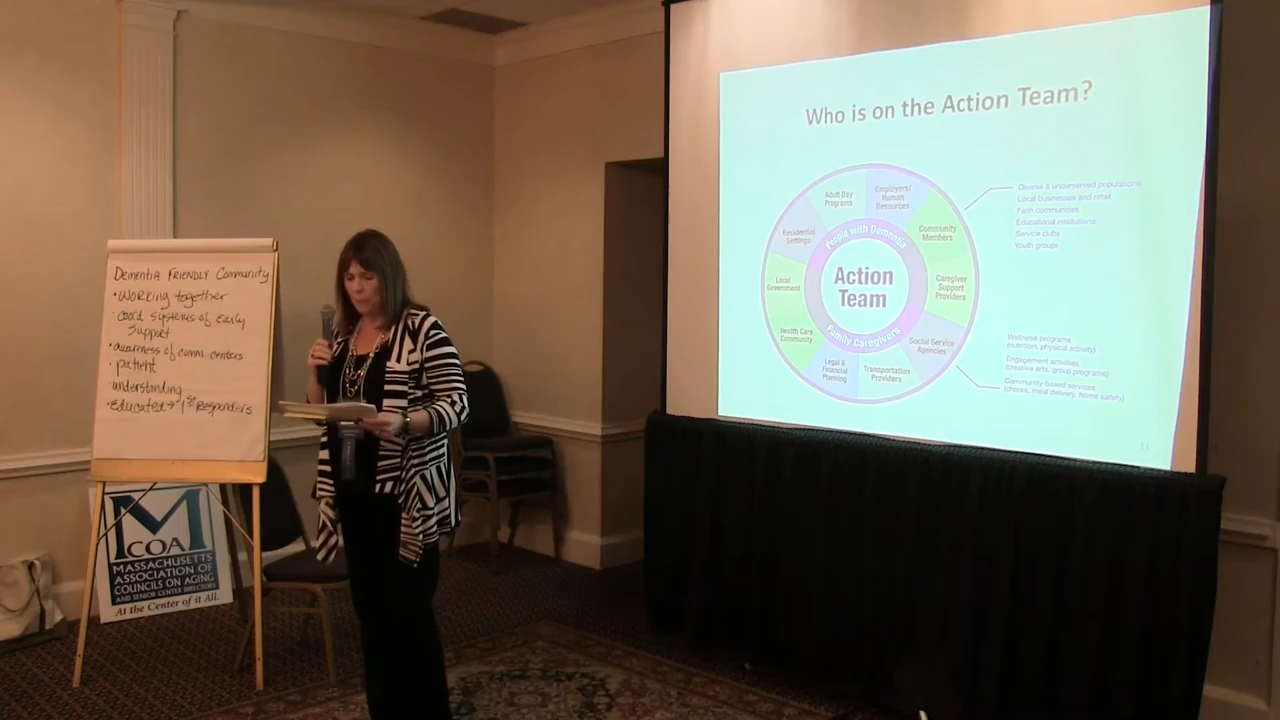 Dementia Friendly Community
• Working together
· coord systems of early
support
• awareness of comm. centers
• patient
· understanding
• Educated → 1st Responders
M
COA
MASSACHUSETTS
ASSOCIATION OF
COUNCILS ON AGING
AND SENIOR CENTER DIRECTORS
At the Center of it All.
Who is on the Action Team?
Adult Day
Programs
Employers/
Human
Resources
Community
Members
Caregiver
Support
Providers
Social Service
Agencies
Transportation
Providers
Legal &
Financial
Planning
Health Care
Community
Local
Government
Residential
Settings
People with Dementia
Action
Team
Family Caregivers
Diverse & underserved populations
Local businesses and retail
Faith communities
Educational institutions
Service clubs
Youth groups
Wellness programs
(nutrition, physical activity)
Engagement activities
(creative arts, group programs)
Community-based services
(chores, meal delivery, home safety)
13